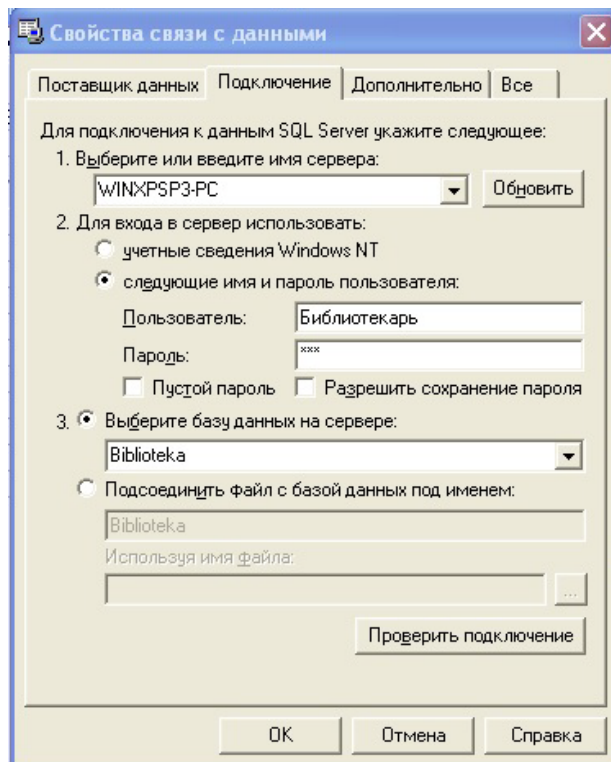 Свойства связи с данными
Поставщик данных Подключение Дополнительно Все
Для подключения к данным SQL Server укажите следующее:
1. Выберите или введите имя сервера:
WINXPSP3-PC Обновить
2. Для входа в сервер использовать:
учетные сведения Windows NT
следующие имя и пароль пользователя:
Пользователь: Библиотекарь
Пароль: ***
Пустой пароль Разрешить сохранение пароля
3. Выберите базу данных на сервере:
Biblioteka
Подсоединить файл с базой данных под именем:
Biblioteka
Используя имя файла:
...
Проверить подключение
OK Отмена Справка